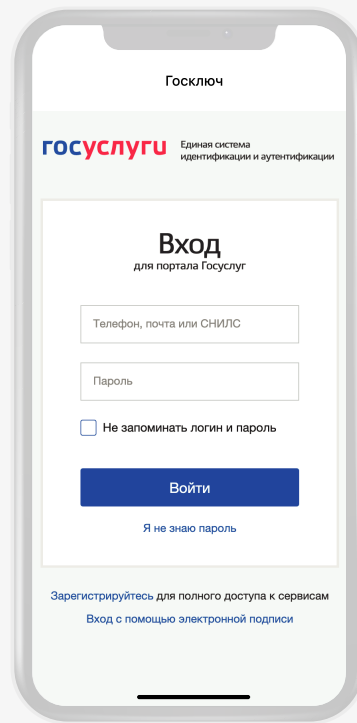 Госключ
госуслуги
Единая система
идентификации и аутентификации
Вход
для портала Госуслуг
Телефон, почта или СНИЛС
Пароль
Не запоминать логин и пароль
Войти
Я не знаю пароль
Зарегистрируйтесь для полного доступа к сервисам
Вход с помощью электронной подписи